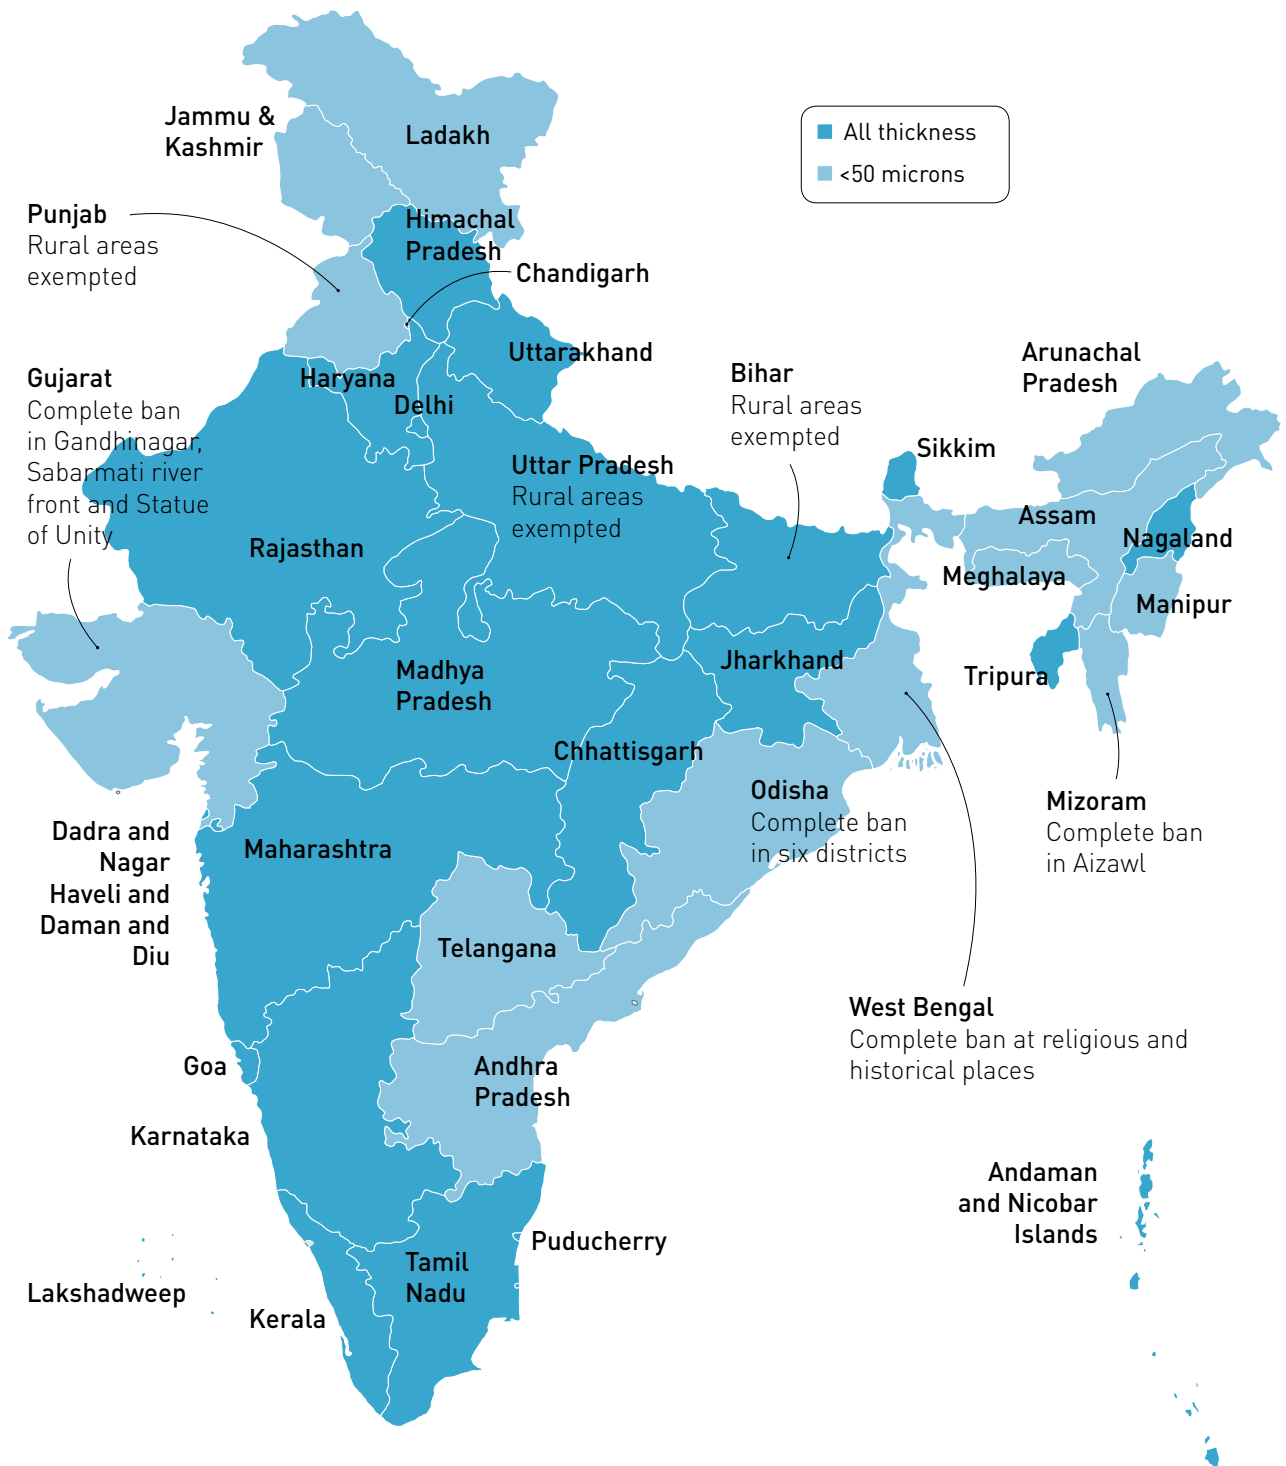 Jammu &
Kashmir
Ladakh
All thickness
<50 microns
Punjab
Rural areas
exempted
Himachal
Pradesh
Chandigarh
Uttarakhand
Gujarat
Complete ban
in Gandhinagar,
Sabarmati river
front and Statue
of Unity
Haryana
Delhi
Bihar
Rural areas
exempted
Arunachal
Pradesh
Sikkim
Uttar Pradesh
Rural areas
exempted
Assam
Nagaland
Rajasthan
Meghalaya
Manipur
Madhya
Pradesh
Jharkhand
Tripura
Chhattisgarh
Odisha
Complete ban
in six districts
Mizoram
Complete ban
in Aizawl
Dadra and
Nagar
Haveli and
Daman and
Diu
Maharashtra
Telangana
West Bengal
Complete ban at religious and
historical places
Goa
Andhra
Pradesh
Karnataka
Andaman
and Nicobar
Islands
Puducherry
Tamil
Nadu
Lakshadweep
Kerala